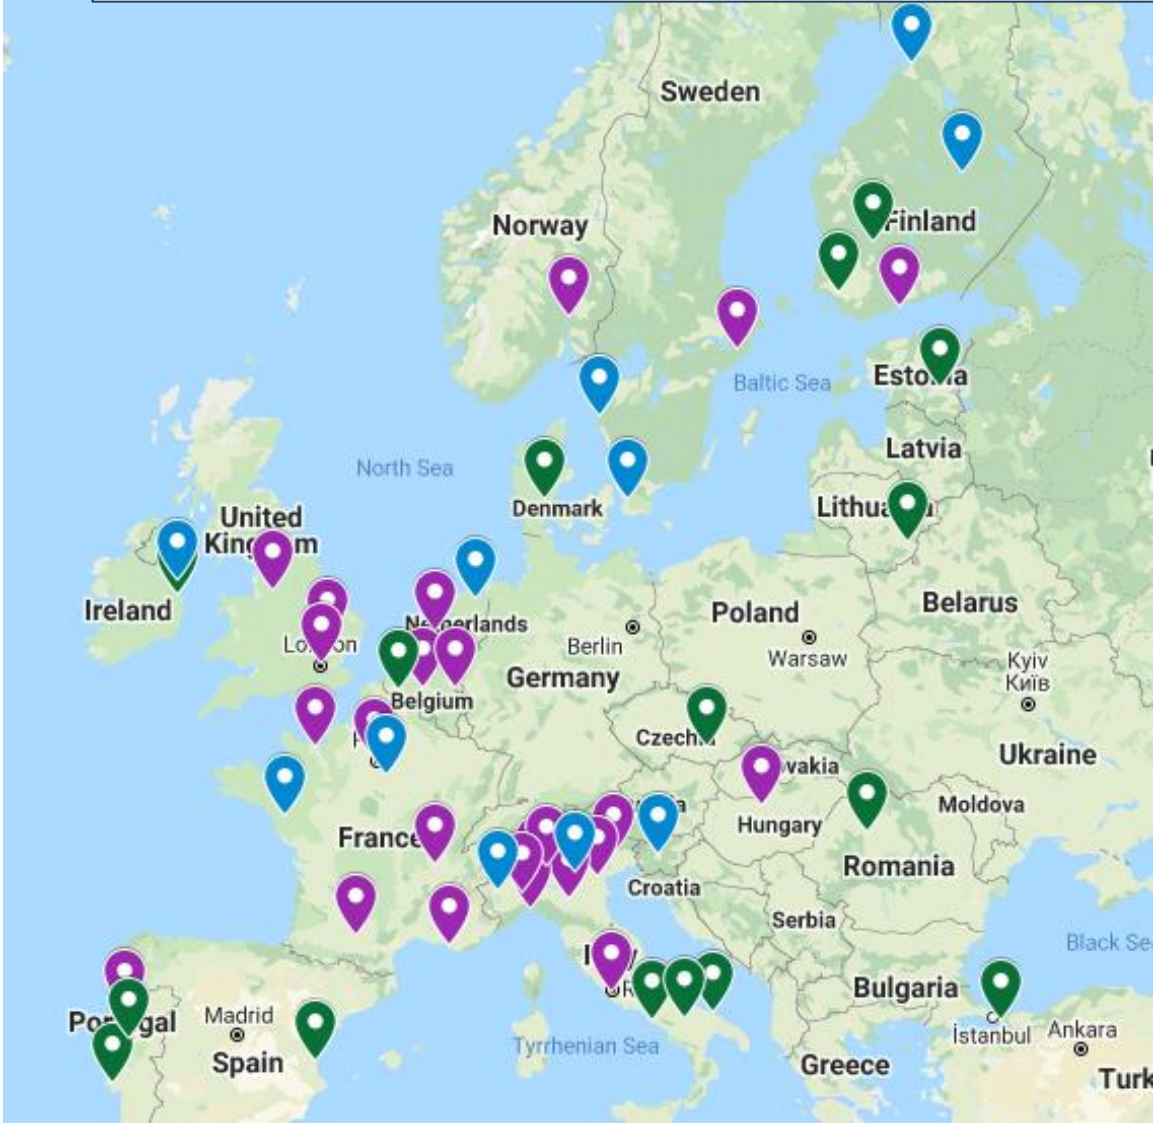 Sweden
Norway
Finland
Baltic Sea
Latvia
North Sea
Denmark
United
Ireland
Belarus
Poland
Berlin
Warsaw
Germany
Kyiv
Київ
Belgium
Ukraine
Moldova
Hungary
France
Romania
Croatia
Serbia
Black Se
Bulgaria
Madrid
İstanbul
Ankara
Tyrrhenian Sea
Spain
Greece
Turk